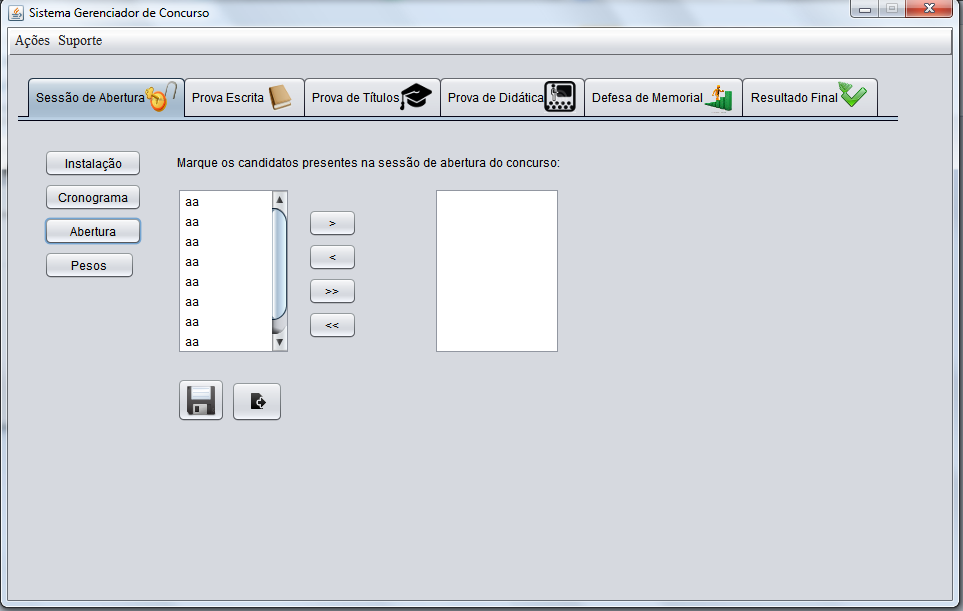 Sistema Gerenciador de Concurso
Ações Suporte
Sessão de Abertura Prova Escrita Prova de Títulos Prova de Didática Defesa de Memorial Resultado Final
Instalação
Cronograma
Abertura
Pesos
Marque os candidatos presentes na sessão de abertura do concurso:
aa
aa
aa
aa
aa
aa
aa
aa
>
<
>>
<<